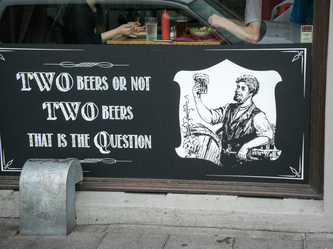 TWO BEERS OR NOT
TWO BEERS
THAT IS THE QUESTION